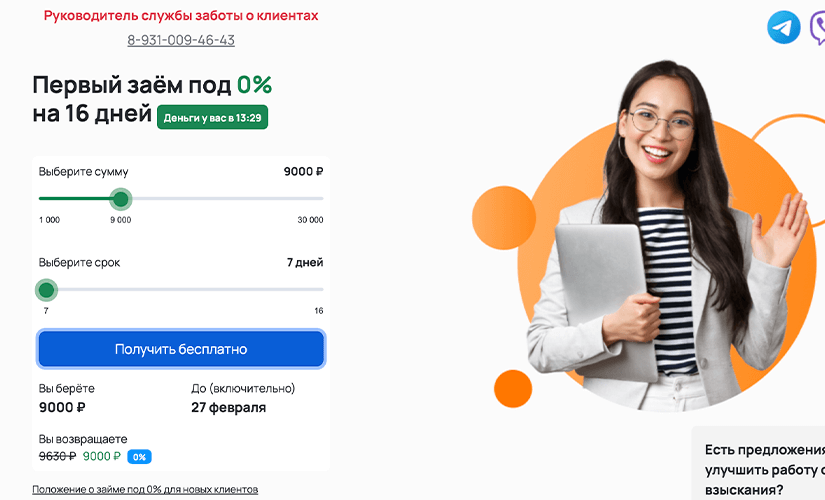 Руководитель службы заботы о клиентах
8-931-009-46-43
Первый заём под 0%
на 16 дней Деньги у вас в 13:29
Выберите сумму 9000 ₽
1 000 9 000 30 000
Выберите срок 7 дней
7 16
Получить бесплатно
Вы берёте До (включительно)
9000 ₽ 27 февраля
Вы возвращаете
9630 ₽ 9000 ₽ 0%
Положение о займе под 0% для новых клиентов
Есть предложения
улучшить работу
взыскания?